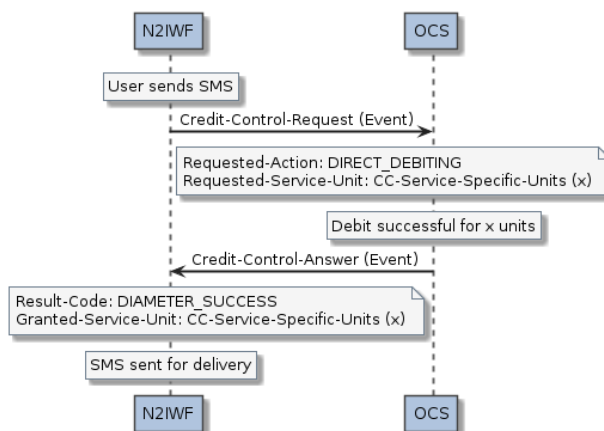 N2IWF
OCS
User sends SMS
Credit-Control-Request (Event)
Requested-Action: DIRECT_DEBITING
Requested-Service-Unit: CC-Service-Specific-Units (x)
Debit successful for x units
Credit-Control-Answer (Event)
Result-Code: DIAMETER_SUCCESS
Granted-Service-Unit: CC-Service-Specific-Units (x)
SMS sent for delivery
N2IWF
OCS